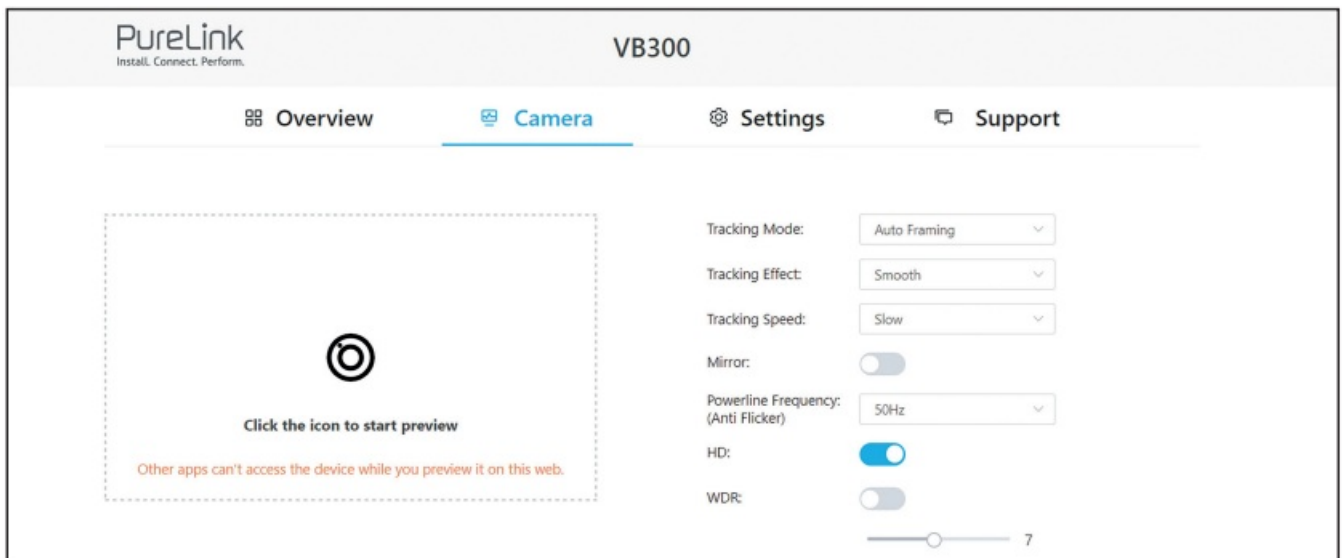 PureLink
Install. Connect. Perform.
VB300
Overview
Camera
Settings
Support
Click the icon to start preview
Other apps can't access the device while you preview it on this web.
Tracking Mode: Auto Framing
Tracking Effect: Smooth
Tracking Speed: Slow
Mirror:
Powerline Frequency:
(Anti Flicker)
50Hz
HD:
WDR:
7